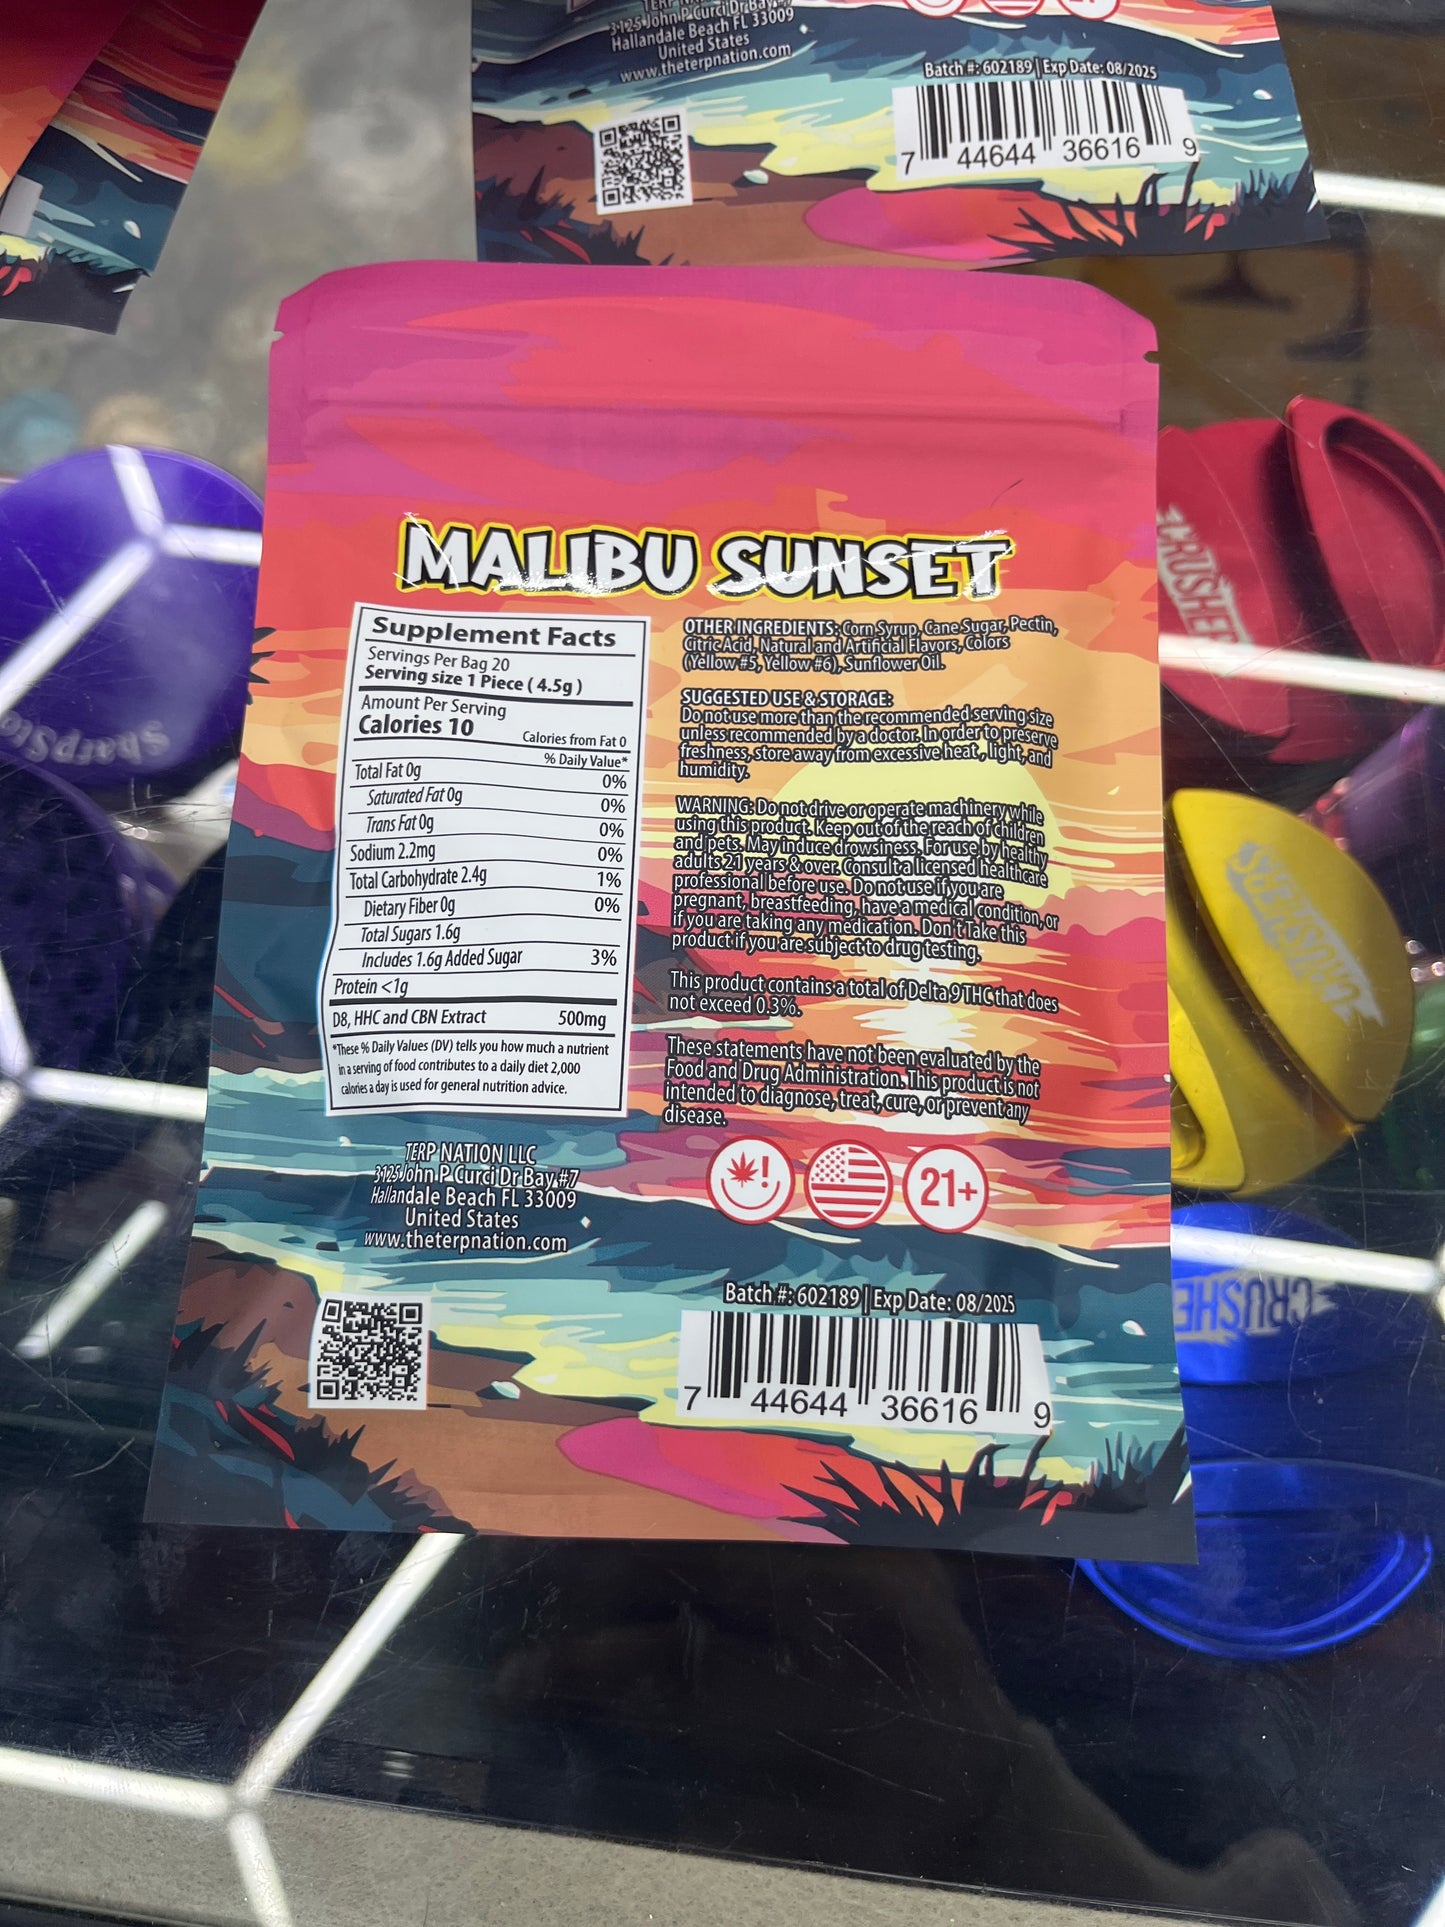 TERP NATION LLC
3125 John P Curci Dr Bay #7
Hallandale Beach FL 33009
United States
www.theterpnation.com
Batch #: 602189 | Exp Date: 08/2025
7 44644 36616 9
MALIBU SUNSET
Supplement Facts
Servings Per Bag 20
Serving size 1 Piece ( 4.5g )
Amount Per Serving
Calories 10 Calories from Fat 0
% Daily Value*
Total Fat 0g 0%
Saturated Fat 0g 0%
Trans Fat 0g 0%
Sodium 2.2mg 0%
Total Carbohydrate 2.4g 1%
Dietary Fiber 0g 0%
Total Sugars 1.6g
Includes 1.6g Added Sugar 3%
Protein <1g
D8, HHC and CBN Extract 500mg
*These % Daily Values (DV) tells you how much a nutrient
in a serving of food contributes to a daily diet 2,000
calories a day is used for general nutrition advice.
TERP NATION LLC
3125 John P Curci Dr Bay #7
Hallandale Beach FL 33009
United States
www.theterpnation.com
OTHER INGREDIENTS: Corn Syrup, Cane Sugar, Pectin,
Citric Acid, Natural and Artificial Flavors, Colors
(Yellow #5, Yellow #6), Sunflower Oil.
SUGGESTED USE & STORAGE:
Do not use more than the recommended serving size
unless recommended by a doctor. In order to preserve
freshness, store away from excessive heat, light, and
humidity.
WARNING: Do not drive or operate machinery while
using this product. Keep out of the reach of children
and pets. May induce drowsiness. For use by healthy
adults 21 years & over. Consult a licensed healthcare
professional before use. Do not use if you are
pregnant, breastfeeding, have a medical condition, or
if you are taking any medication. Don't Take this
product if you are subject to drug testing.
This product contains a total of Delta 9 THC that does
not exceed 0.3%.
These statements have not been evaluated by the
Food and Drug Administration. This product is not
intended to diagnose, treat, cure, or prevent any
disease.
!
21+
Batch #: 602189 | Exp Date: 08/2025
7 44644 36616 9
SharpStone
CRUSHER
CRUSHERS
CRUSHE